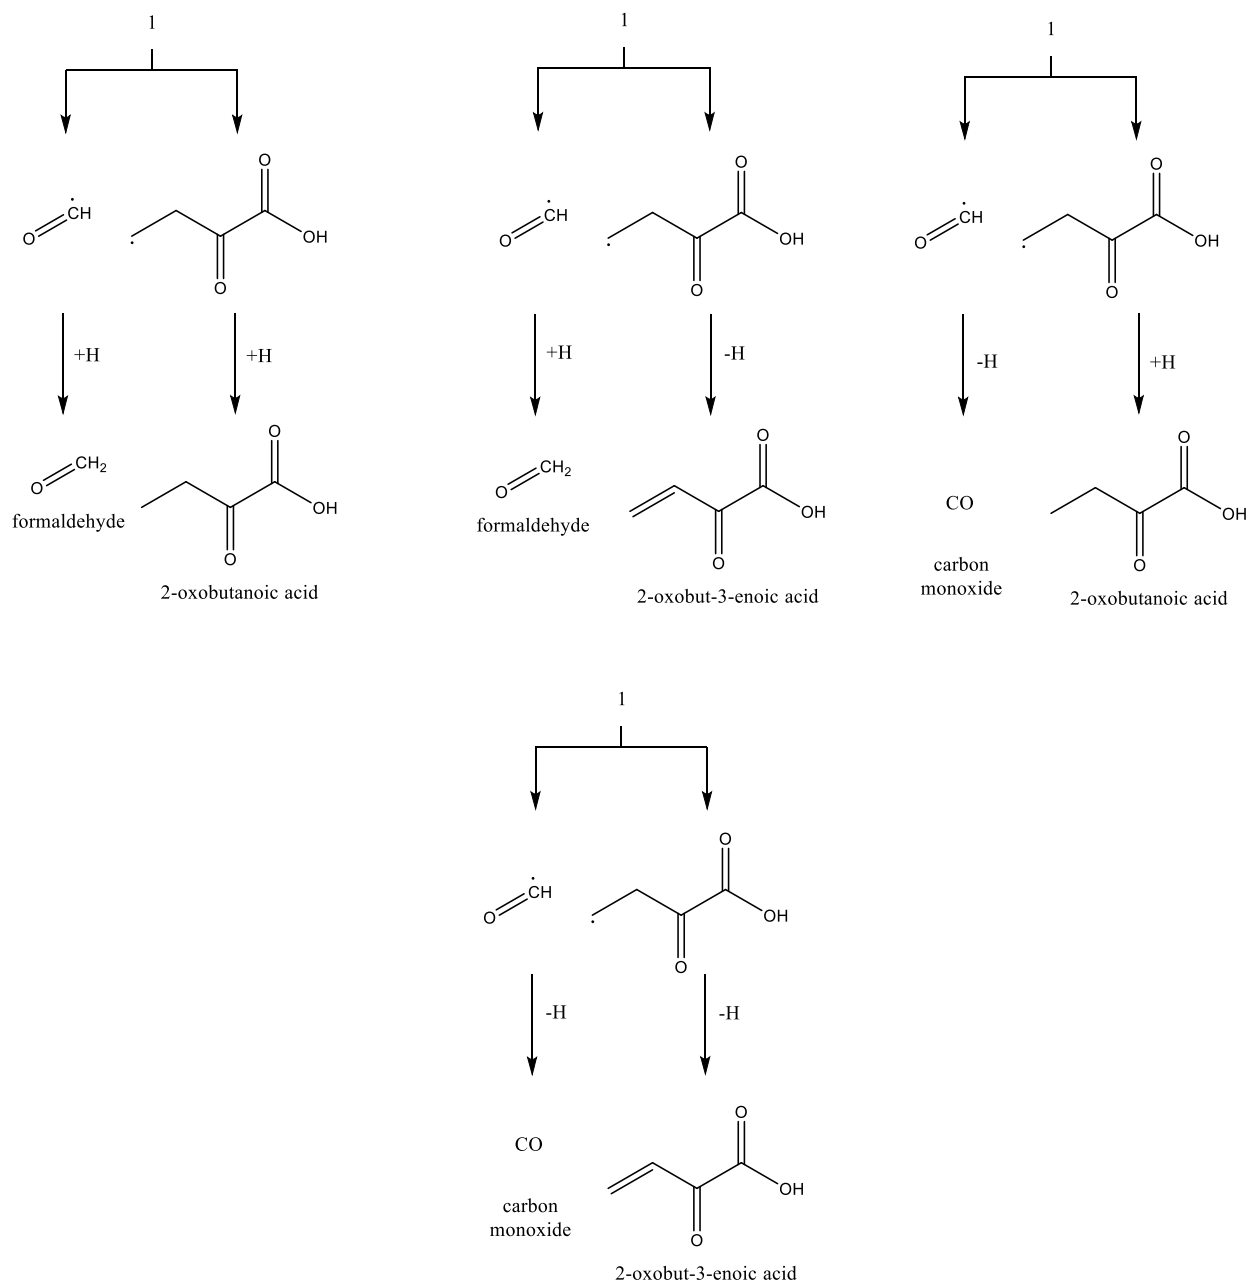 1
1
1
O
CH
O
O
OH
O
CH
O
O
OH
O
CH
O
O
OH
+H
+H
+H
-H
-H
+H
O
CH2
formaldehyde
O
O
OH
2-oxobutanoic acid
O
CH2
formaldehyde
O
O
OH
2-oxobut-3-enoic acid
CO
carbon
monoxide
O
O
OH
2-oxobutanoic acid
1
O
CH
O
O
OH
-H
-H
CO
carbon
monoxide
O
O
OH
2-oxobut-3-enoic acid